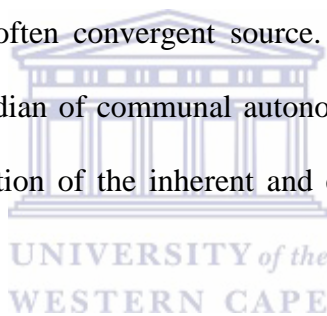 often convergent source.
dian of communal autono
tion of the inherent and
UNIVERSITY of the
WESTERN CAPE